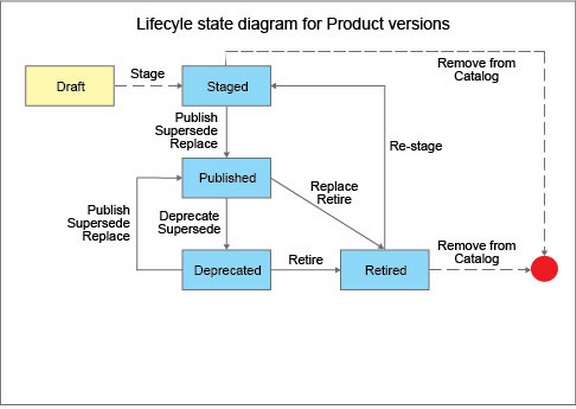 Lifecyle state diagram for Product versions
Stage
Remove from
Catalog
Draft
Staged
Publish
Supersede
Replace
Re-stage
Published
Replace
Retire
Publish
Supersede
Replace
Deprecate
Supersede
Deprecated
Retire
Retired
Remove from
Catalog